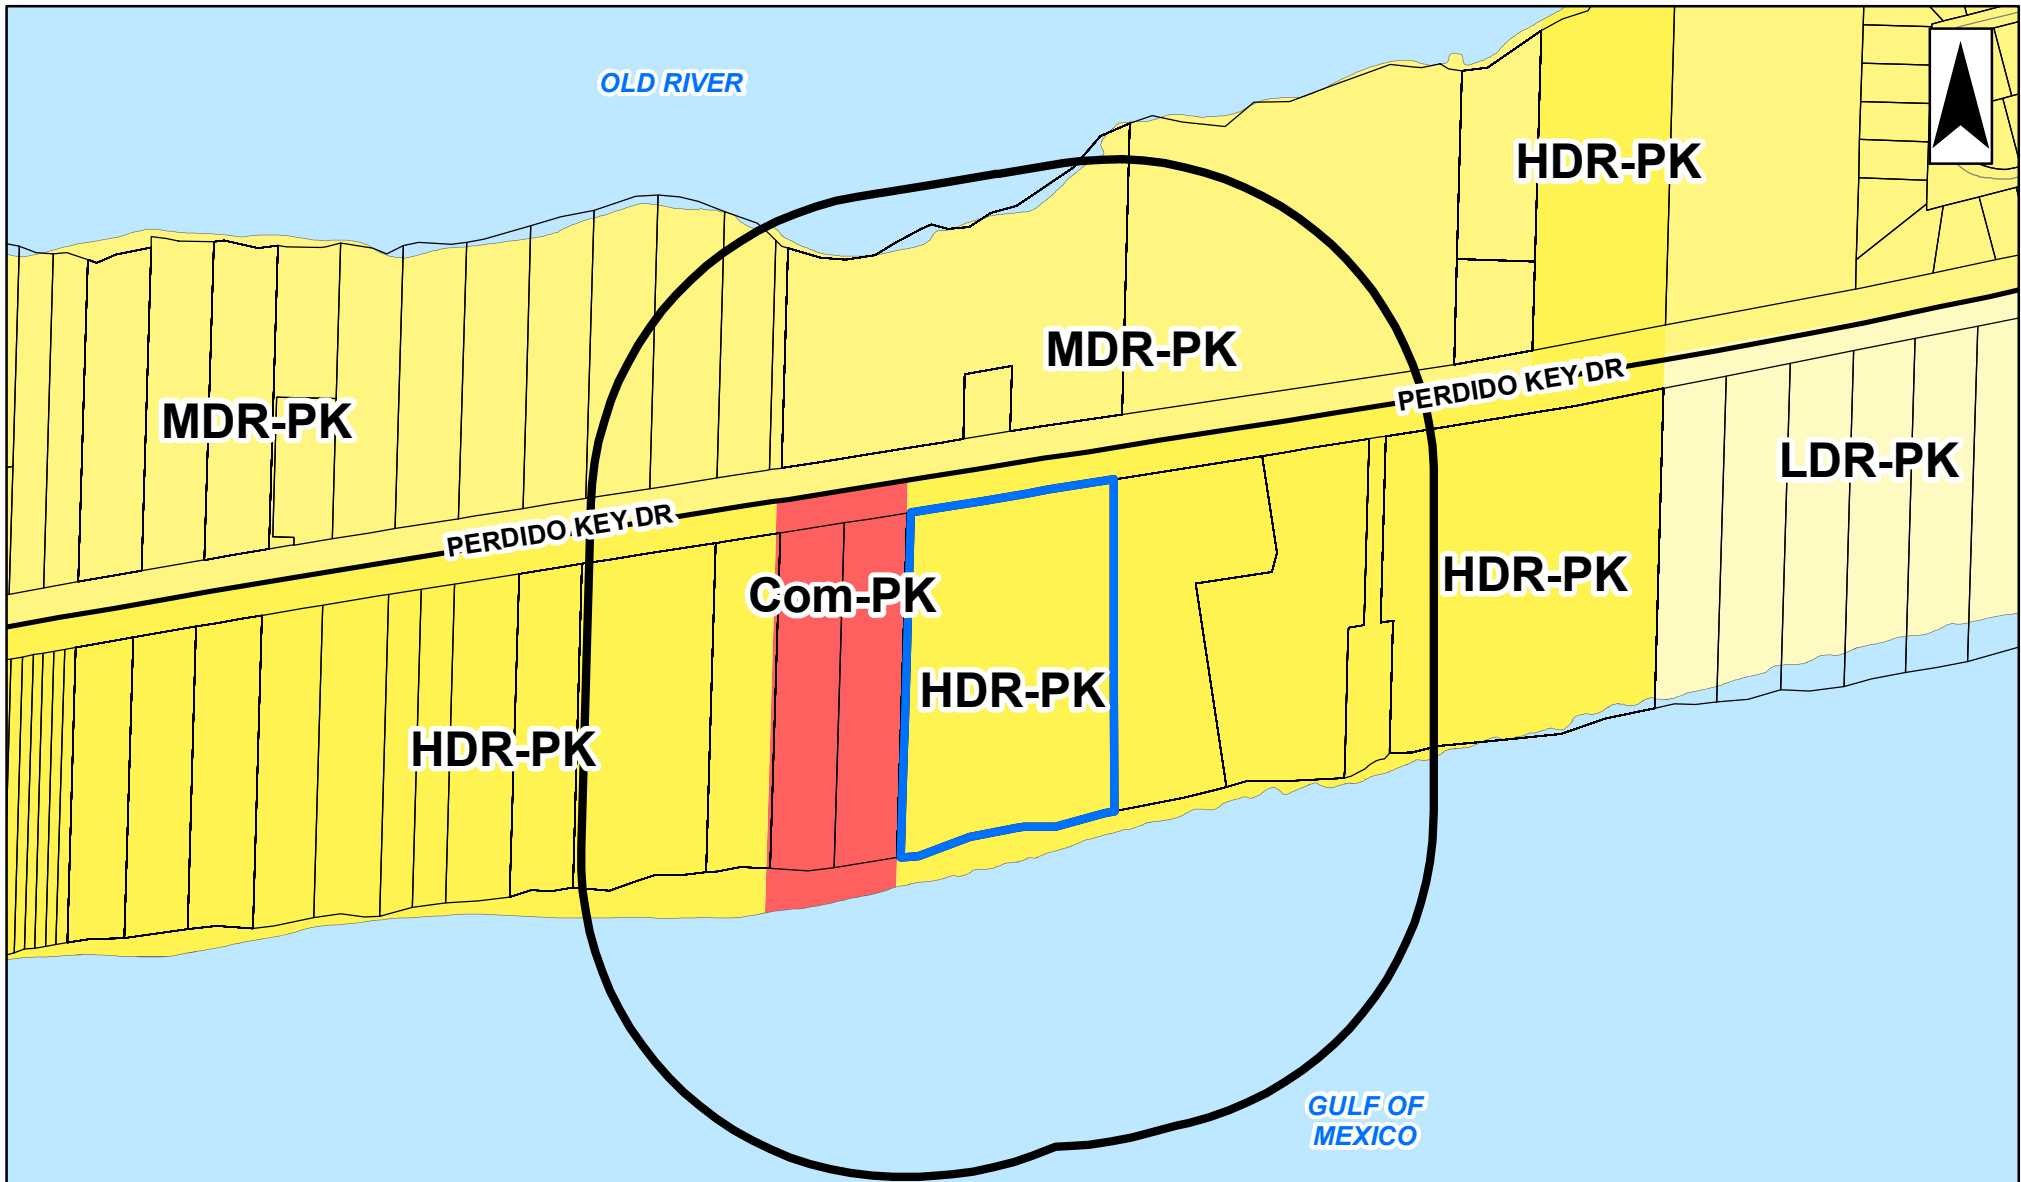 OLD RIVER
HDR-PK
MDR-PK
PERDIDO KEY DR
MDR-PK
LDR-PK
PERDIDO KEY DR
HDR-PK
Com-PK
HDR-PK
HDR-PK
GULF OF
MEXICO